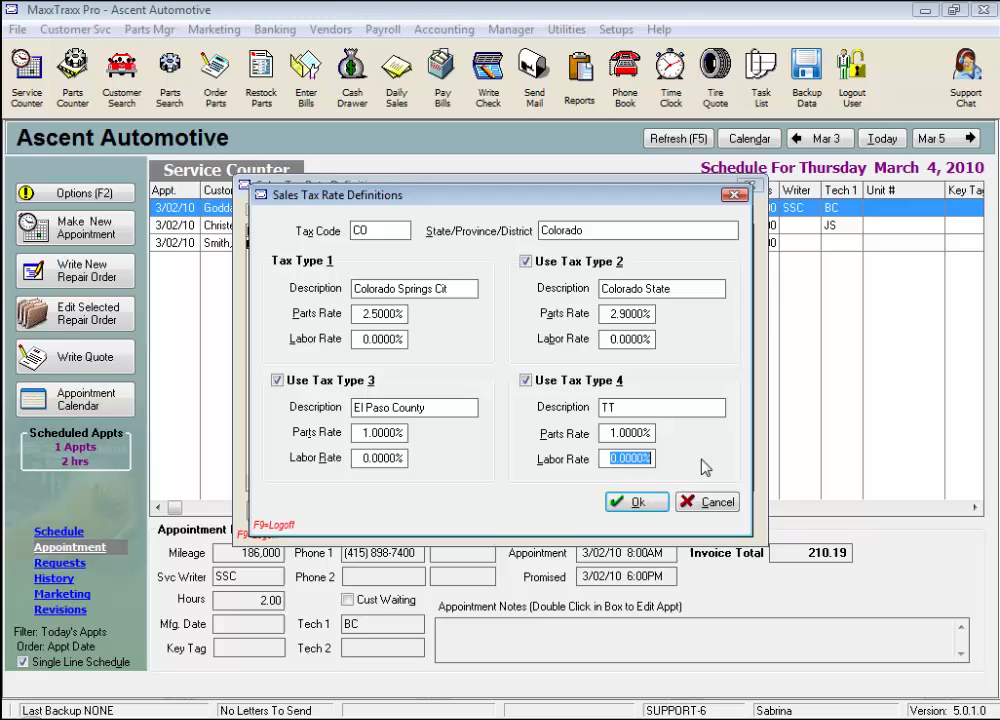 MaxxTraxx Pro - Ascent Automotive
File Customer Svc Parts Mgr Marketing Banking Vendors Payroll Accounting Manager Utilities Setups Help
Service Counter
Parts Counter
Customer Search
Parts Search
Order Parts
Restock Parts
Enter Bills
Cash Drawer
Daily Sales
Pay Bills
Write Check
Send Mail
Reports
Phone Book
Time Clock
Tire Quote
Task List
Backup Data
Logout User
Support Chat
Ascent Automotive
Refresh (F5) Calendar Mar 3 Today Mar 5
Service Counter
Schedule For Thursday March 4, 2010
Appt. Writer Tech 1 Unit # Key
3/02/10 SSC BC
3/02/10 JS
3/02/10 Smith,
Options (F2)
Make New Appointment
Write New Repair Order
Edit Selected Repair Order
Write Quote
Appointment Calendar
Scheduled Appts
1 Appts
2 hrs
Schedule
Appointment
Requests
History
Marketing
Revisions
Filter: Today's Appts
Order: Appt Date
Single Line Schedule
Sales Tax Rate Definitions
Tax Code CO State/Province/District Colorado
Tax Type 1
Description Colorado Springs Cit
Parts Rate 2.5000%
Labor Rate 0.0000%
Use Tax Type 2
Description Colorado State
Parts Rate 2.9000%
Labor Rate 0.0000%
Use Tax Type 3
Description El Paso County
Parts Rate 1.0000%
Labor Rate 0.0000%
Use Tax Type 4
Description TT
Parts Rate 1.0000%
Labor Rate 0.0000%
Ok Cancel
F9=Logoff
Appointment
Mileage 186,000 Phone 1 (415) 898-7400 Appointment 3/02/10 8:00AM Invoice Total 210.19
Svc Writer SSC Phone 2 Promised 3/02/10 6:00PM
Hours 2.00 Cust Waiting Appointment Notes (Double Click in Box to Edit Appt)
Mfg. Date Tech 1 BC
Key Tag Tech 2
Last Backup NONE No Letters To Send SUPPORT-6 Sabrina Version: 5.0.1.0